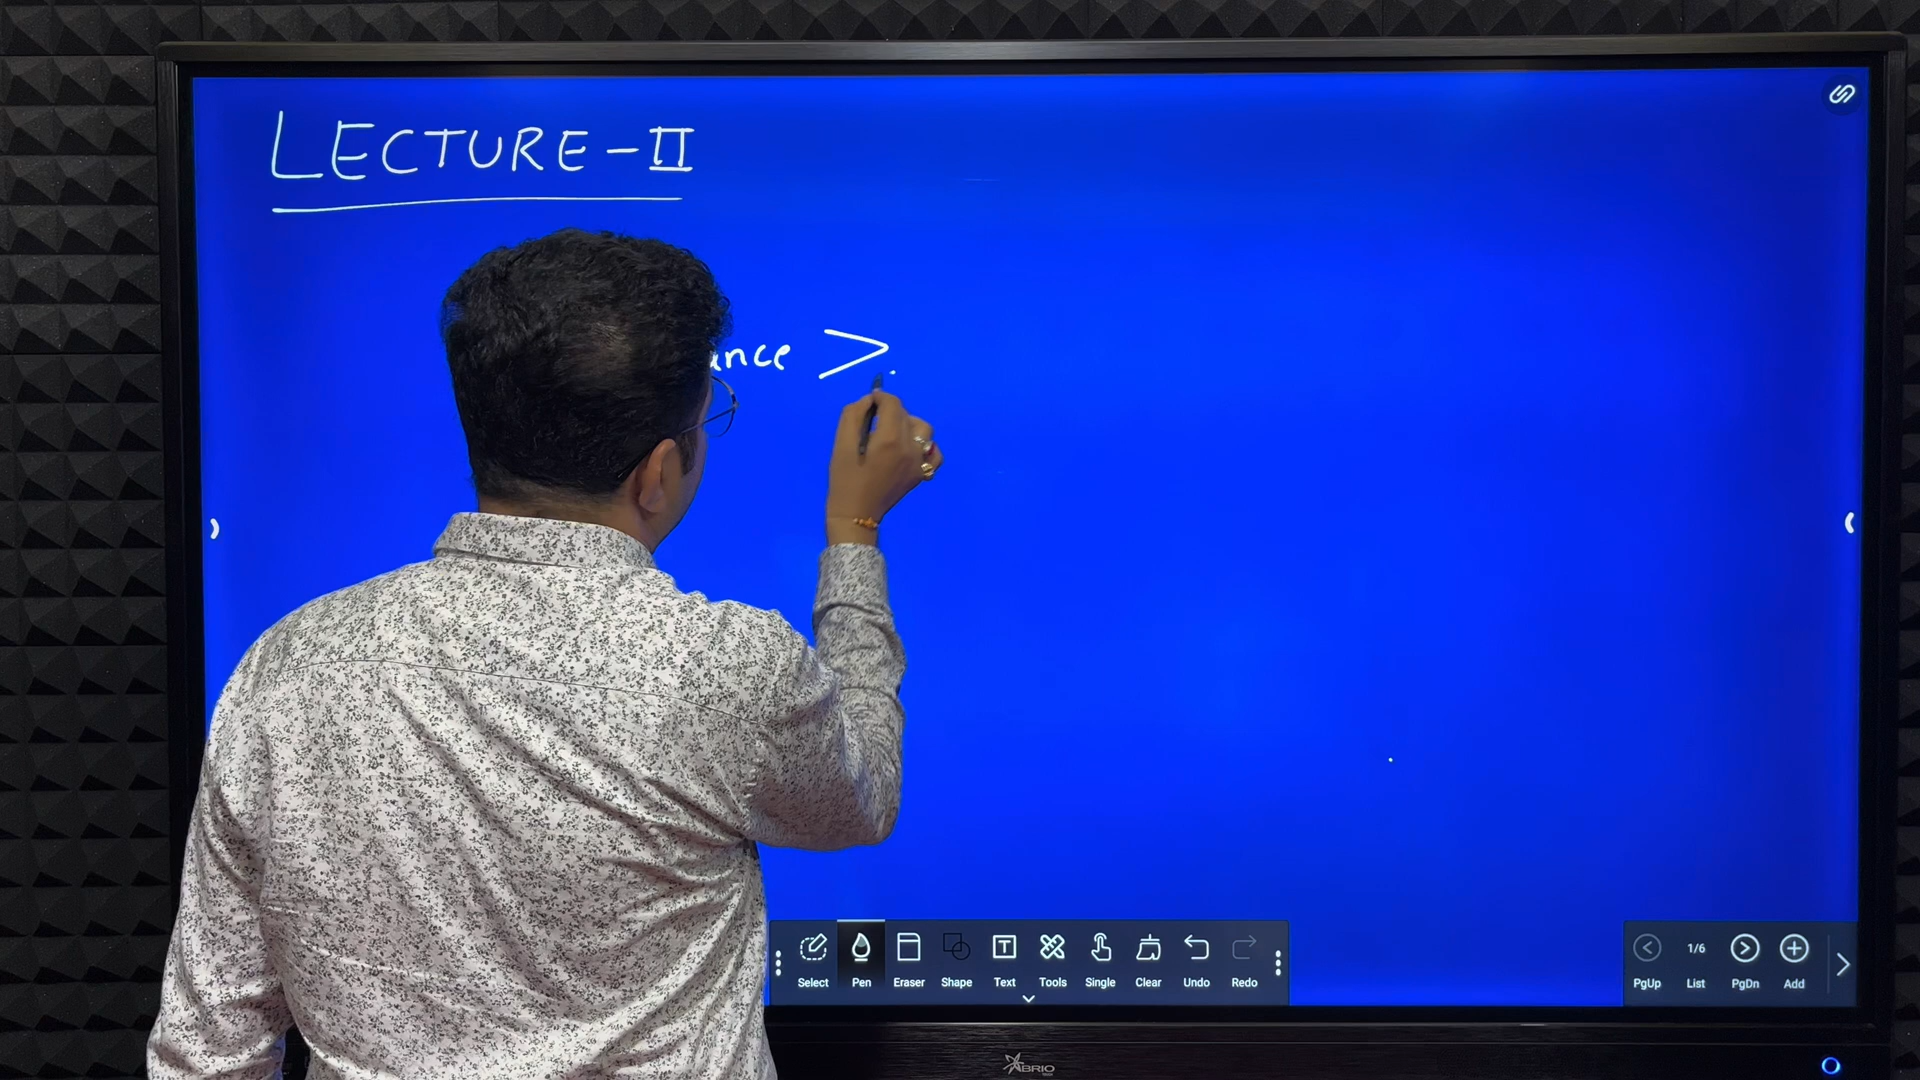 LECTURE-II
ance >
Select Pen Eraser Shape Text Tools Single Clear Undo Redo
1/6
PgUp List PgDn Add
ABRIO